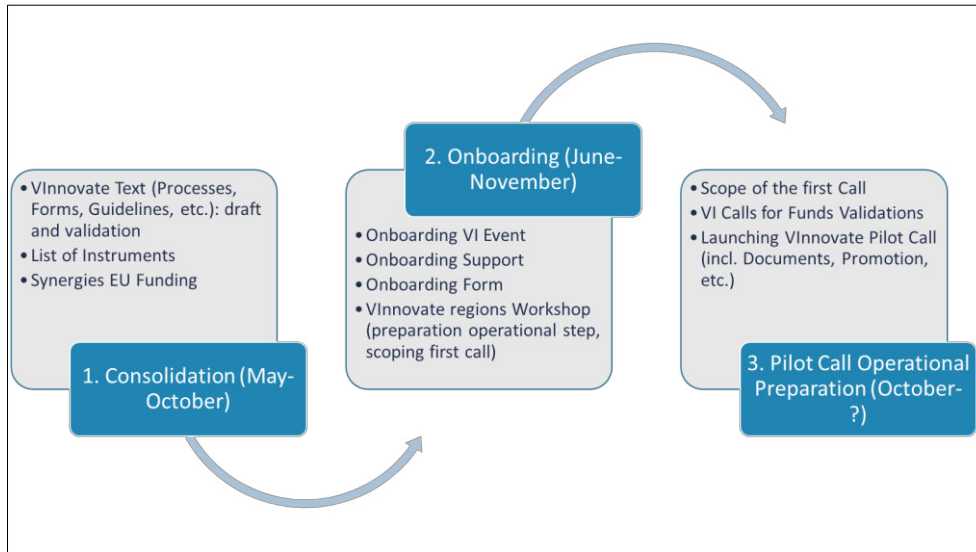 • VInnovate Text (Processes,
Forms, Guidelines, etc.): draft
and validation
• List of Instruments
• Synergies EU Funding
1. Consolidation (May-
October)
2. Onboarding (June-
November)
• Onboarding VI Event
• Onboarding Support
• Onboarding Form
• VInnovate regions Workshop
(preparation operational step,
scoping first call)
• Scope of the first Call
• VI Calls for Funds Validations
• Launching VInnovate Pilot Call
(incl. Documents, Promotion,
etc.)
3. Pilot Call Operational
Preparation (October-
?)